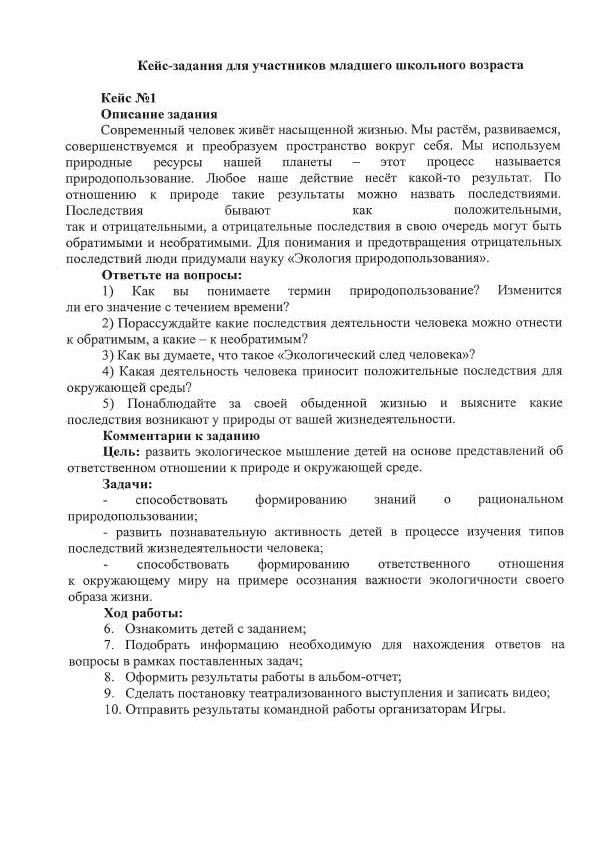 Кейс-задания для участников младшего школьного возраста
Кейс №1
Описание задания
Современный человек живёт насыщенной жизнью. Мы растём, развиваемся,
совершенствуемся и преобразуем пространство вокруг себя. Мы используем
природные ресурсы нашей планеты – этот процесс называется
природопользование. Любое наше действие несёт какой-то результат. По
отношению к природе такие результаты можно назвать последствиями.
Последствия бывают как положительными,
так и отрицательными, а отрицательные последствия в свою очередь могут быть
обратимыми и необратимыми. Для понимания и предотвращения отрицательных
последствий люди придумали науку «Экология природопользования».
Ответьте на вопросы:
1) Как вы понимаете термин природопользование? Изменится
ли его значение с течением времени?
2) Порассуждайте какие последствия деятельности человека можно отнести
к обратимым, а какие – к необратимым?
3) Как вы думаете, что такое «Экологический след человека»?
4) Какая деятельность человека приносит положительные последствия для
окружающей среды?
5) Понаблюдайте за своей обыденной жизнью и выясните какие
последствия возникают у природы от вашей жизнедеятельности.
Комментарии к заданию
Цель: развить экологическое мышление детей на основе представлений об
ответственном отношении к природе и окружающей среде.
Задачи:
- способствовать формированию знаний о рациональном
природопользовании;
- развить познавательную активность детей в процессе изучения типов
последствий жизнедеятельности человека;
- способствовать формированию ответственного отношения
к окружающему миру на примере осознания важности экологичности своего
образа жизни.
Ход работы:
6. Ознакомить детей с заданием;
7. Подобрать информацию необходимую для нахождения ответов на
вопросы в рамках поставленных задач;
8. Оформить результаты работы в альбом-отчет;
9. Сделать постановку театрализованного выступления и записать видео;
10. Отправить результаты командной работы организаторам Игры.